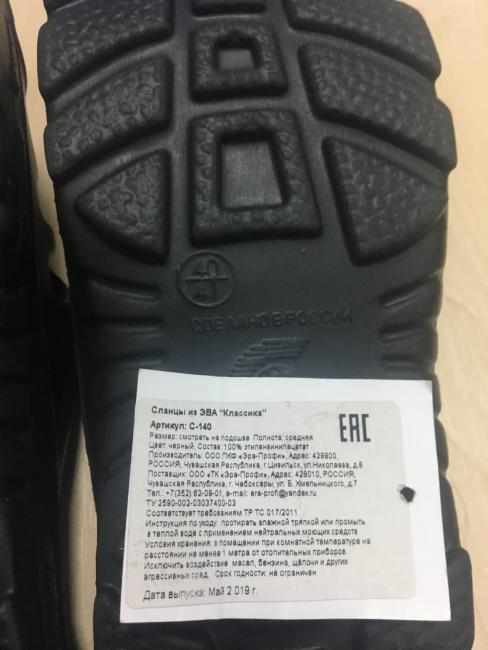 40
41
СДЕЛАНО В РОССИИ
Сланцы из ЭВА "Классика"
Артикул: С-140
EAC
Размер: смотреть на подошве Полнота: средняя
Цвет: черный, Состав: 100% этиленвинилацетат
Производитель: ООО ПКФ «Эра-Профи», Адрес: 429900,
РОССИЯ, Чувашская Республика, г.Цивильск, ул.Николаева, д.6
Поставщик: ООО «ТК «Эра-Профи», Адрес: 428010, РОССИЯ,
Чувашская Республика, г. Чебоксары, ул. Б. Хмельницкого, д.7
Тел.: +7(352) 62-09-01, e-mail: era-prof@yandex.ru
ТУ 2590-002-03037400-03
Соответствует требованиям ТР ТС 017/2011
Инструкция по уходу: протирать влажной тряпкой или промыть
в теплой воде с применением нейтральных моющих средств
Условия хранения: в помещении при комнатной температуре на
расстоянии на менее 1 метра от отопительных приборов.
Исключить воздействие масел, бензина, щёлочи и других
агрессивных сред. Срок годности: не ограничен
Дата выпуска: Май 2019 г.